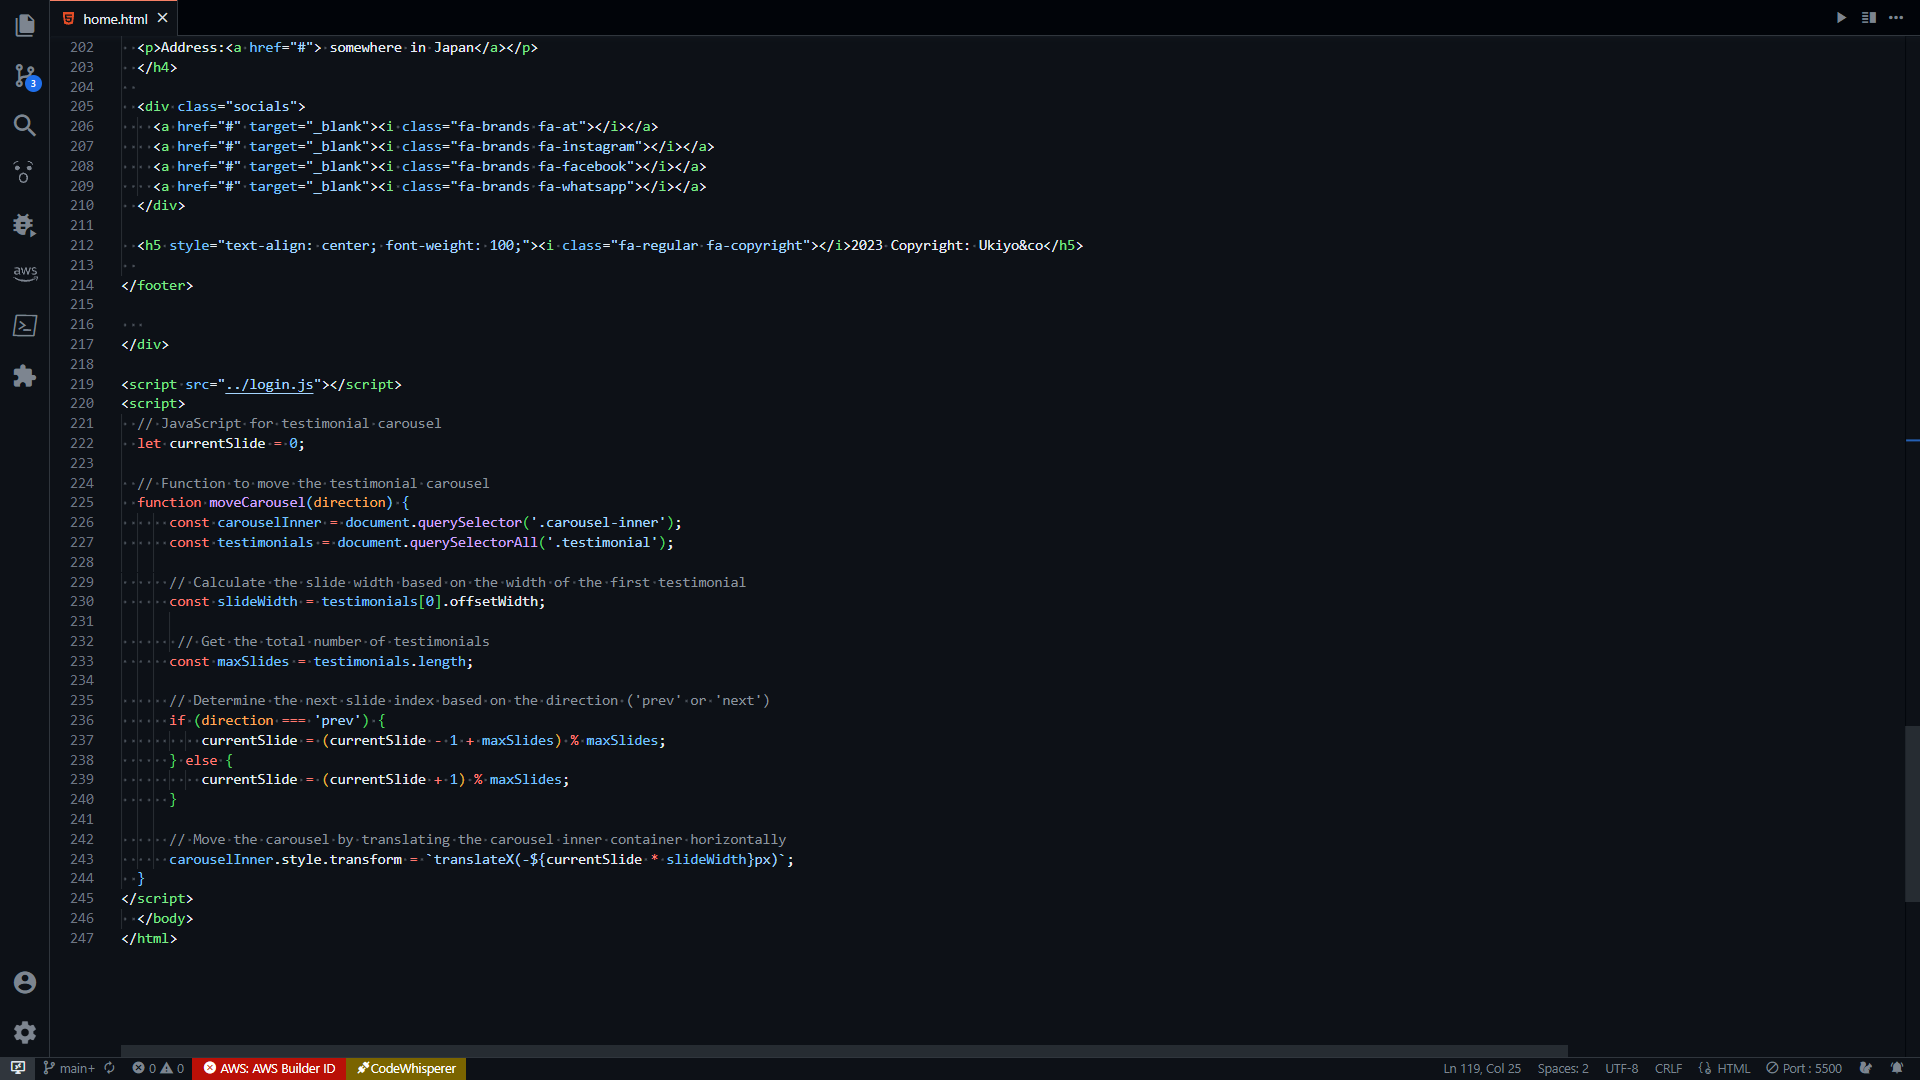 home.html
202 <p>Address:<a href="#"> somewhere in Japan</a></p>
203 </h4>
204
205 <div class="socials">
206 <a href="#" target="_blank"><i class="fa-brands fa-at"></i></a>
207 <a href="#" target="_blank"><i class="fa-brands fa-instagram"></i></a>
208 <a href="#" target="_blank"><i class="fa-brands fa-facebook"></i></a>
209 <a href="#" target="_blank"><i class="fa-brands fa-whatsapp"></i></a>
210 </div>
211
212 <h5 style="text-align: center; font-weight: 100;"><i class="fa-regular fa-copyright"></i>2023 Copyright: Ukiyo&co</h5>
213
214 </footer>
215
216
217 </div>
218
219 <script src="../login.js"></script>
220 <script>
221 // JavaScript for testimonial carousel
222 let currentSlide = 0;
223
224 // Function to move the testimonial carousel
225 function moveCarousel(direction) {
226 const carouselInner = document.querySelector('.carousel-inner');
227 const testimonials = document.querySelectorAll('.testimonial');
228
229 // Calculate the slide width based on the width of the first testimonial
230 const slideWidth = testimonials[0].offsetWidth;
231
232 // Get the total number of testimonials
233 const maxSlides = testimonials.length;
234
235 // Determine the next slide index based on the direction ('prev' or 'next')
236 if (direction === 'prev') {
237 currentSlide = (currentSlide - 1 + maxSlides) % maxSlides;
238 } else {
239 currentSlide = (currentSlide + 1) % maxSlides;
240 }
241
242 // Move the carousel by translating the carousel inner container horizontally
243 carouselInner.style.transform = `translateX(-${currentSlide * slideWidth}px)`;
244 }
245 </script>
246 </body>
247 </html>
3
aws
main+ 0 0 AWS: AWS Builder ID CodeWhisperer Ln 119, Col 25 Spaces: 2 UTF-8 CRLF HTML Port : 5500